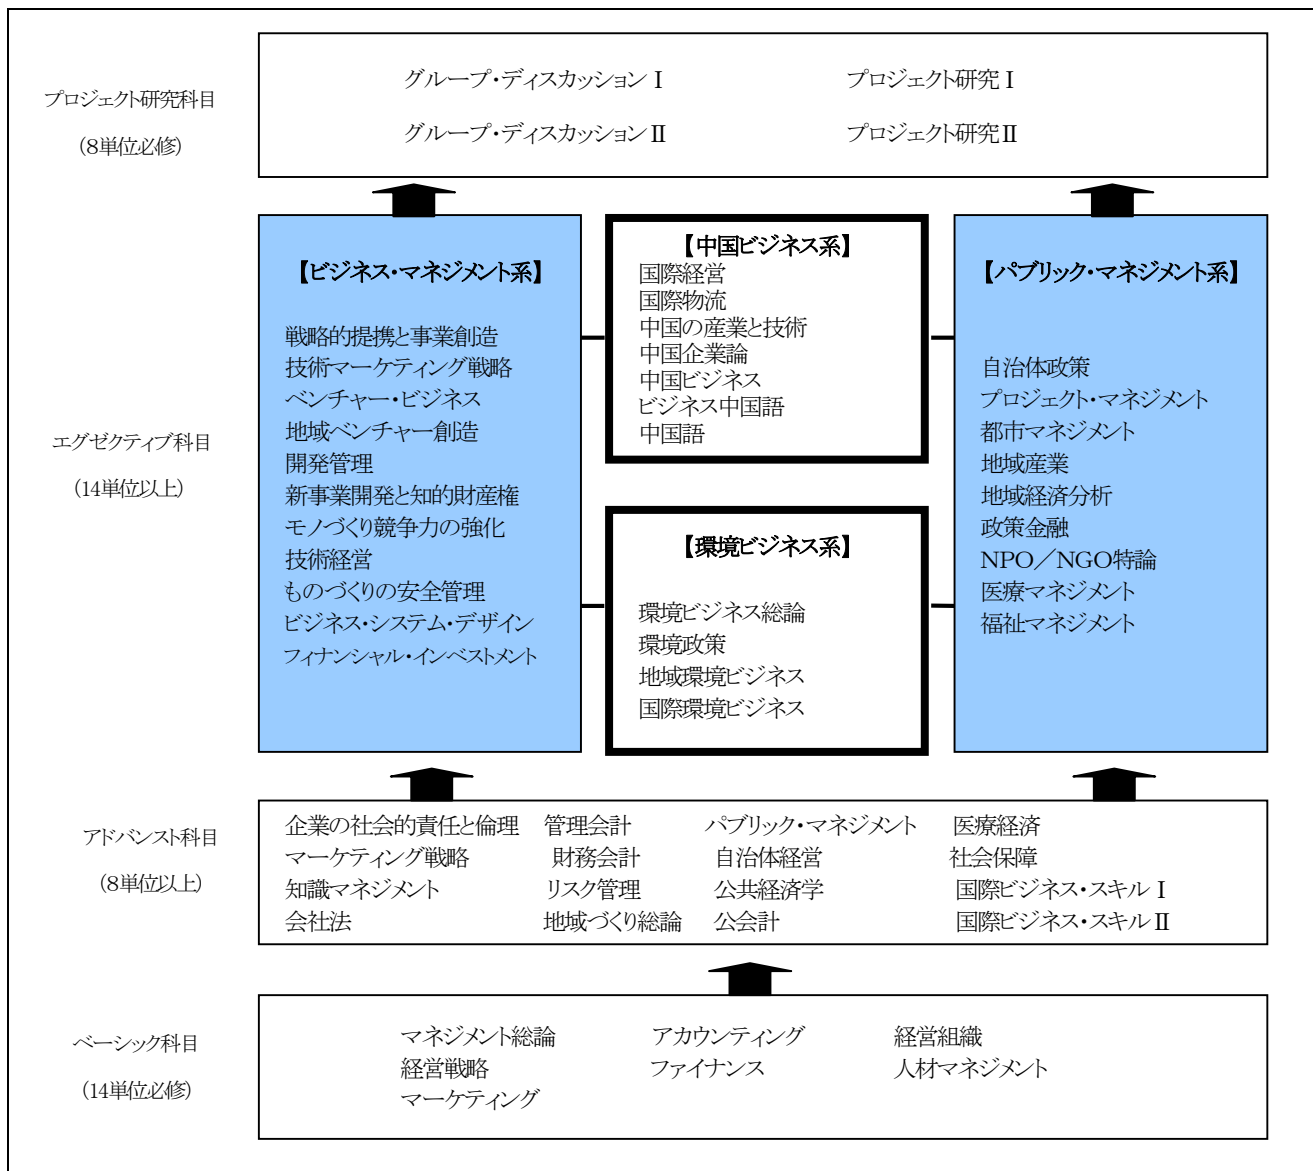 プロジェクト研究科目
(8単位必修)
グループ・ディスカッションⅠ
プロジェクト研究Ⅰ
グループ・ディスカッションⅡ
プロジェクト研究Ⅱ
エグゼクティブ科目
(14単位以上)
【ビジネス・マネジメント系】
戦略的提携と事業創造
技術マーケティング戦略
ベンチャー・ビジネス
地域ベンチャー創造
開発管理
新事業開発と知的財産権
モノづくり競争力の強化
技術経営
ものづくりの安全管理
ビジネス・システム・デザイン
フィナンシャル・インベストメント
【中国ビジネス系】
国際経営
国際物流
中国の産業と技術
中国企業論
中国ビジネス
ビジネス中国語
中国語
【環境ビジネス系】
環境ビジネス総論
環境政策
地域環境ビジネス
国際環境ビジネス
【パブリック・マネジメント系】
自治体政策
プロジェクト・マネジメント
都市マネジメント
地域産業
地域経済分析
政策金融
NPO／NGO特論
医療マネジメント
福祉マネジメント
アドバンスト科目
(8単位以上)
企業の社会的責任と倫理
管理会計
パブリック・マネジメント
医療経済
マーケティング戦略
財務会計
自治体経営
社会保障
知識マネジメント
リスク管理
公共経済学
国際ビジネス・スキルⅠ
会社法
地域づくり総論
公会計
国際ビジネス・スキルⅡ
ベーシック科目
(14単位必修)
マネジメント総論
アカウンティング
経営組織
経営戦略
ファイナンス
人材マネジメント
マーケティング